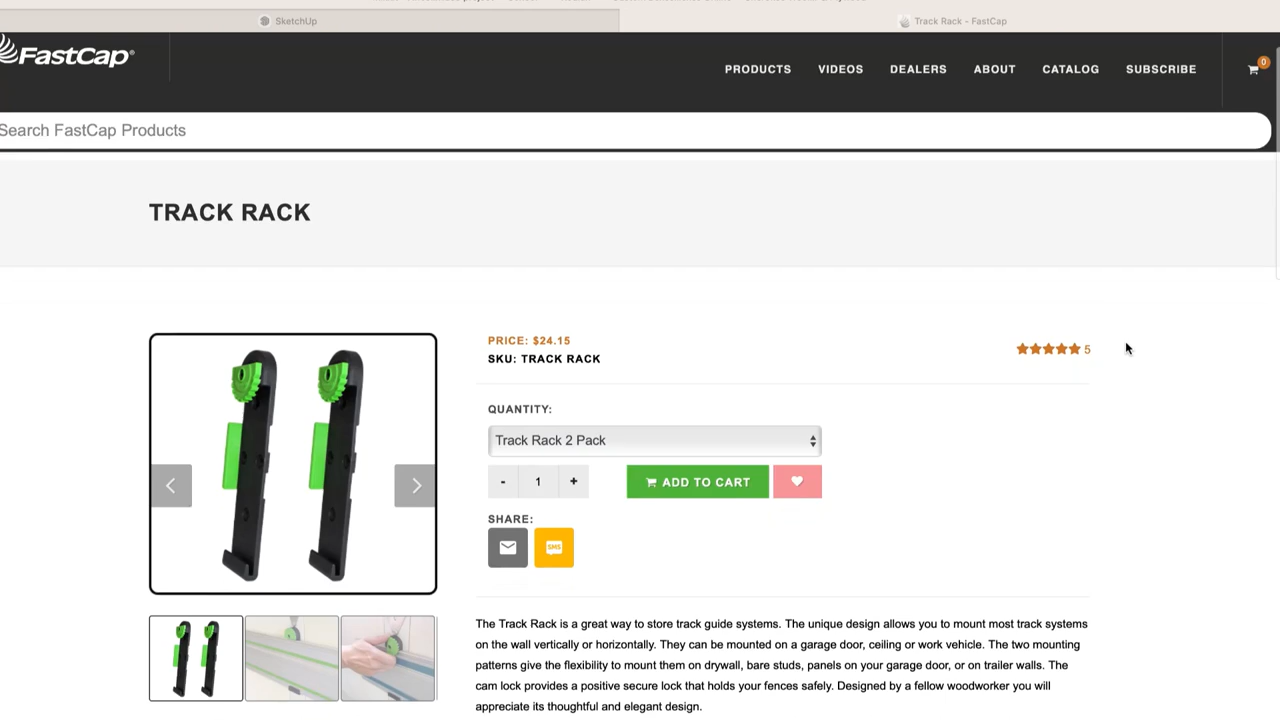 SketchUp
Track Rack - FastCap
FastCap®
PRODUCTS VIDEOS DEALERS ABOUT CATALOG SUBSCRIBE
0
Search FastCap Products
TRACK RACK
PRICE: $24.15
SKU: TRACK RACK
5
QUANTITY:
Track Rack 2 Pack
- 1 +
ADD TO CART
SHARE:
SMS
The Track Rack is a great way to store track guide systems. The unique design allows you to mount most track systems
on the wall vertically or horizontally. They can be mounted on a garage door, ceiling or work vehicle. The two mounting
patterns give the flexibility to mount them on drywall, bare studs, panels on your garage door, or on trailer walls. The
cam lock provides a positive secure lock that holds your fences safely. Designed by a fellow woodworker you will
appreciate its thoughtful and elegant design.